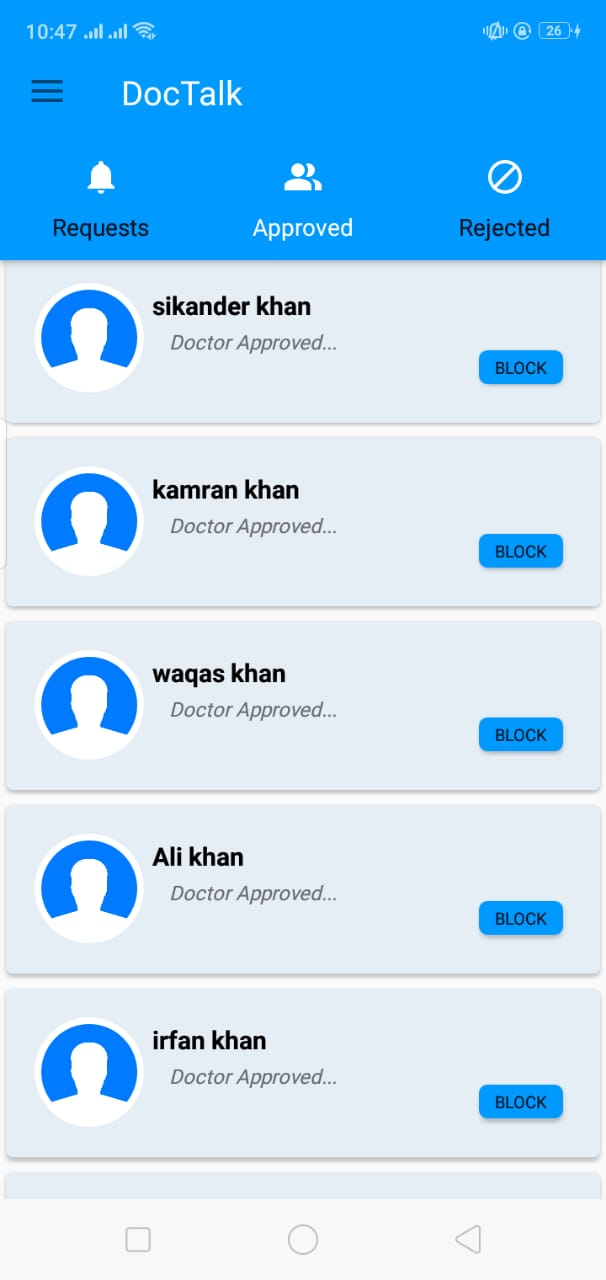 10:47
26
DocTalk
Requests Approved Rejected
sikander khan
Doctor Approved...
BLOCK
kamran khan
Doctor Approved...
BLOCK
waqas khan
Doctor Approved...
BLOCK
Ali khan
Doctor Approved...
BLOCK
irfan khan
Doctor Approved...
BLOCK